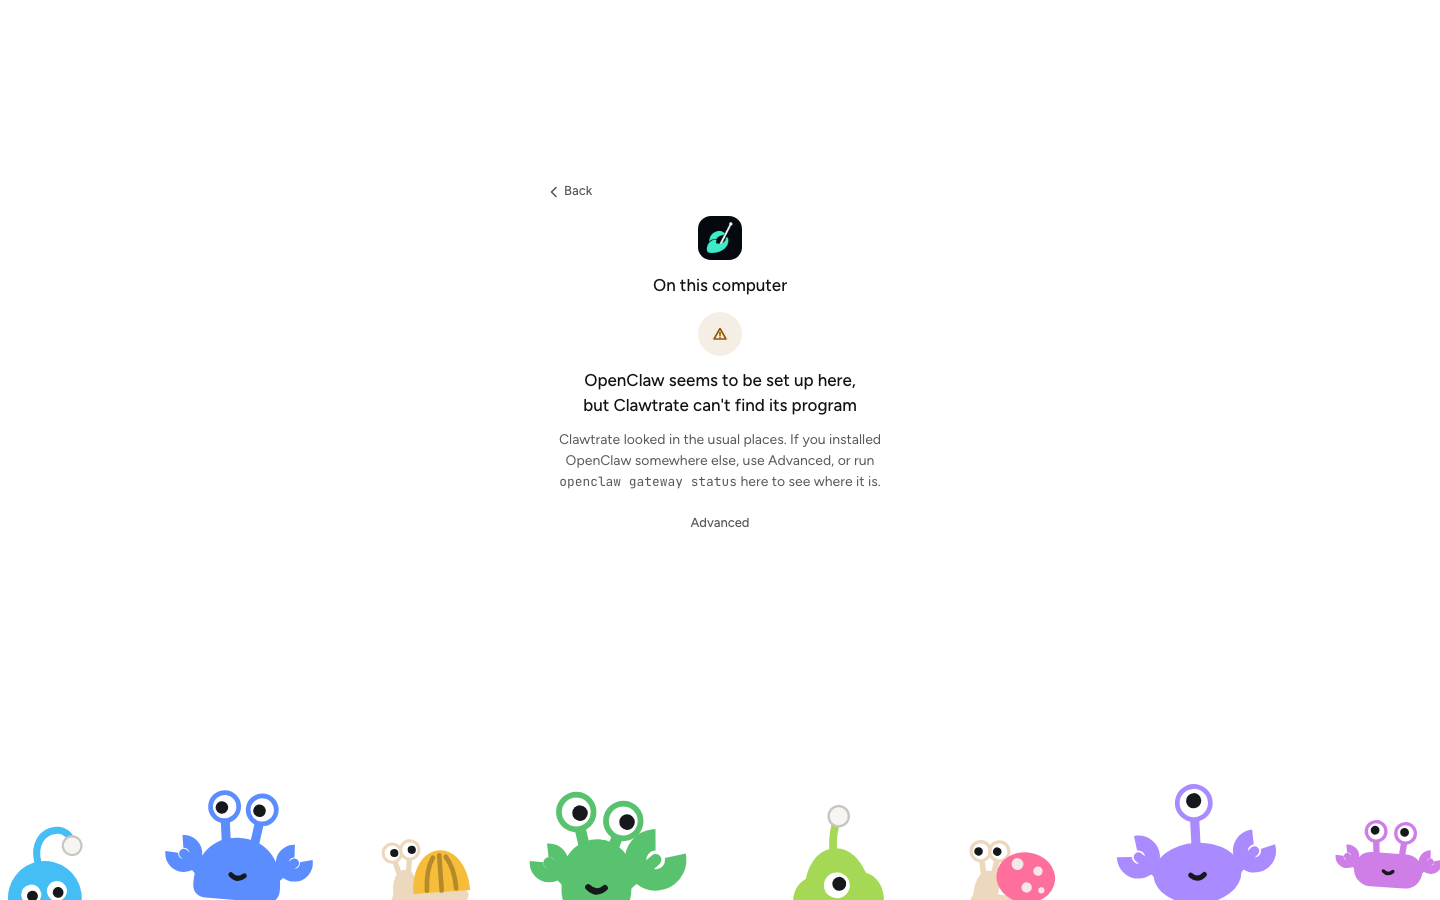 Back
On this computer
OpenClaw seems to be set up here,
but Clawtrate can't find its program
Clawtrate looked in the usual places. If you installed
OpenClaw somewhere else, use Advanced, or run
openclaw gateway status here to see where it is.
Advanced